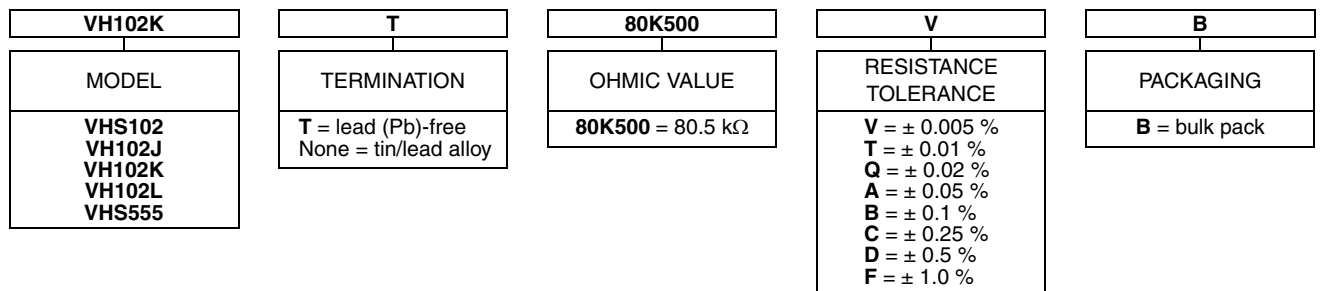 VH102K
T
80K500
V
B
MODEL
TERMINATION
OHMIC VALUE
RESISTANCE
TOLERANCE
PACKAGING
VHS102
VH102J
VH102K
VH102L
VHS555
T = lead (Pb)-free
None = tin/lead alloy
80K500 = 80.5 kΩ
V = ± 0.005 %
T = ± 0.01 %
Q = ± 0.02 %
A = ± 0.05 %
B = ± 0.1 %
C = ± 0.25 %
D = ± 0.5 %
F = ± 1.0 %
B = bulk pack